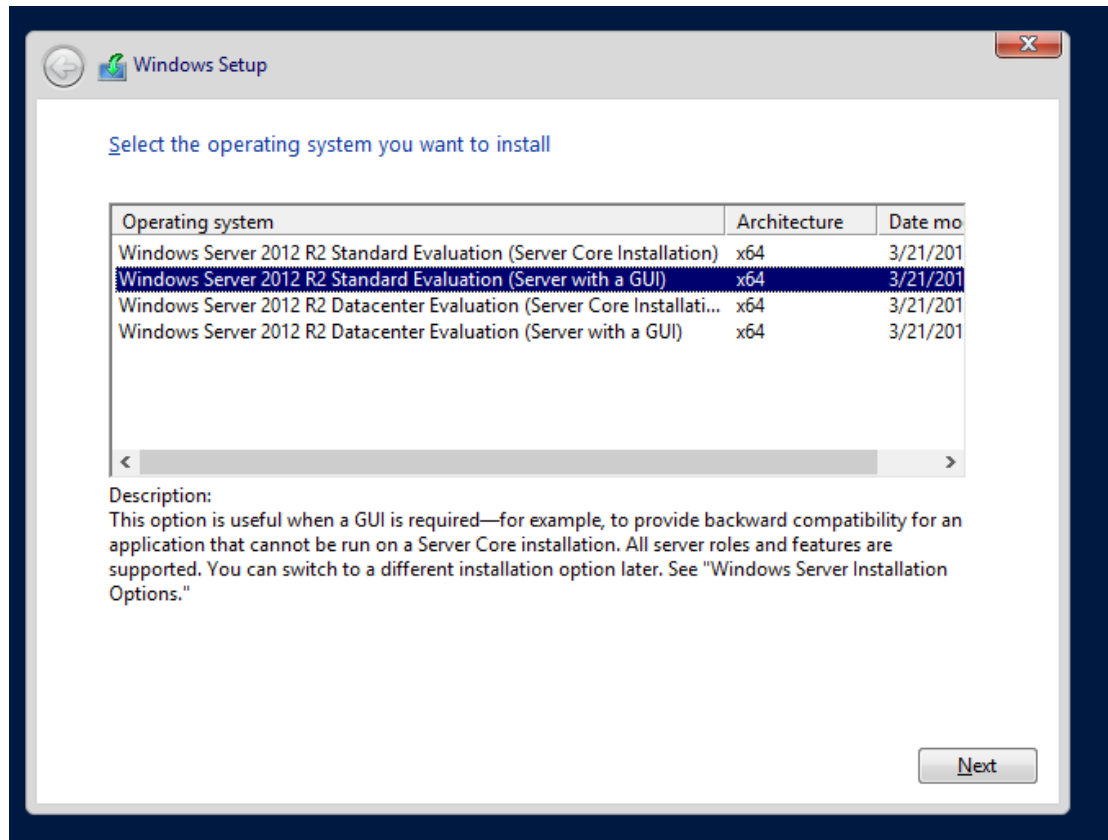 Windows Setup
Select the operating system you want to install
Operating system Architecture Date mo
Windows Server 2012 R2 Standard Evaluation (Server Core Installation) x64 3/21/201
Windows Server 2012 R2 Standard Evaluation (Server with a GUI) x64 3/21/201
Windows Server 2012 R2 Datacenter Evaluation (Server Core Installati... x64 3/21/201
Windows Server 2012 R2 Datacenter Evaluation (Server with a GUI) x64 3/21/201
Description:
This option is useful when a GUI is required—for example, to provide backward compatibility for an
application that cannot be run on a Server Core installation. All server roles and features are
supported. You can switch to a different installation option later. See "Windows Server Installation
Options."
Next